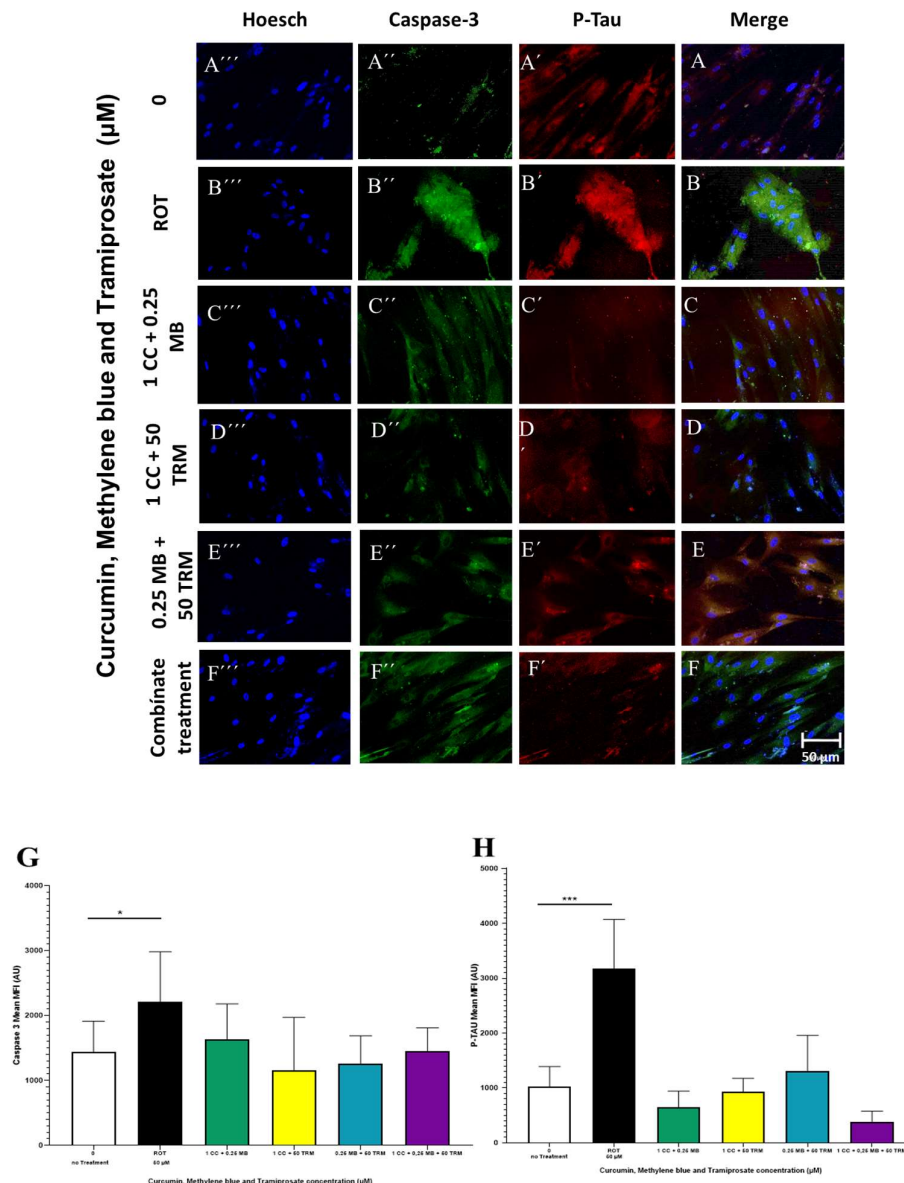 Hoesch Caspase-3 P-Tau Merge
Curcumin, Methylene blue and Tramiprosate (µM)
0
A´´´ A´´ A´ A
ROT
B´´´ B´´ B´ B
1 CC + 0.25
MB
C´´´ C´´ C´ C
1 CC + 50
TRM
D´´´ D´´ D D
´
0.25 MB +
50 TRM
E´´´ E´´ E´ E
Combínate
treatment
F´´´ F´´ F´ F
50 µm
G
Caspase 3 Mean MFI (AU)
4000
3000
2000
1000
0
*
0 ROT 1 CC + 0.25 MB 1 CC + 50 TRM 0.25 MB + 50 TRM 1 CC + 0.25 MB + 50 TRM
no Treatment 50 µM
Curcumin, Methylene blue and Tramiprosate concentration (µM)
H
P-TAU Mean MFI (AU)
5000
4000
3000
2000
1000
0
***
0 ROT 1 CC + 0.25 MB 1 CC + 50 TRM 0.25 MB + 50 TRM 1 CC + 0.25 MB + 50 TRM
no Treatment 50 µM
Curcumin, Methylene blue and Tramiprosate concentration (µM)